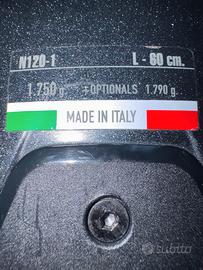 N120-1 L - 60 cm.
1.750 g +OPTIONALS 1.790 g.
MADE IN ITALY
subito